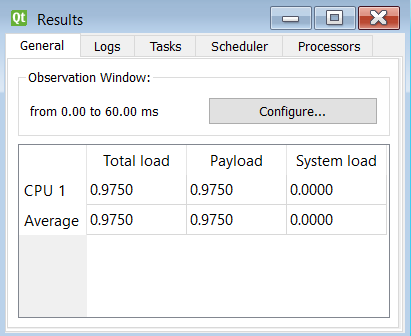 Qt Results
General Logs Tasks Scheduler Processors
Observation Window:
from 0.00 to 60.00 ms Configure...
Total load Payload System load
CPU 1 0.9750 0.9750 0.0000
Average 0.9750 0.9750 0.0000